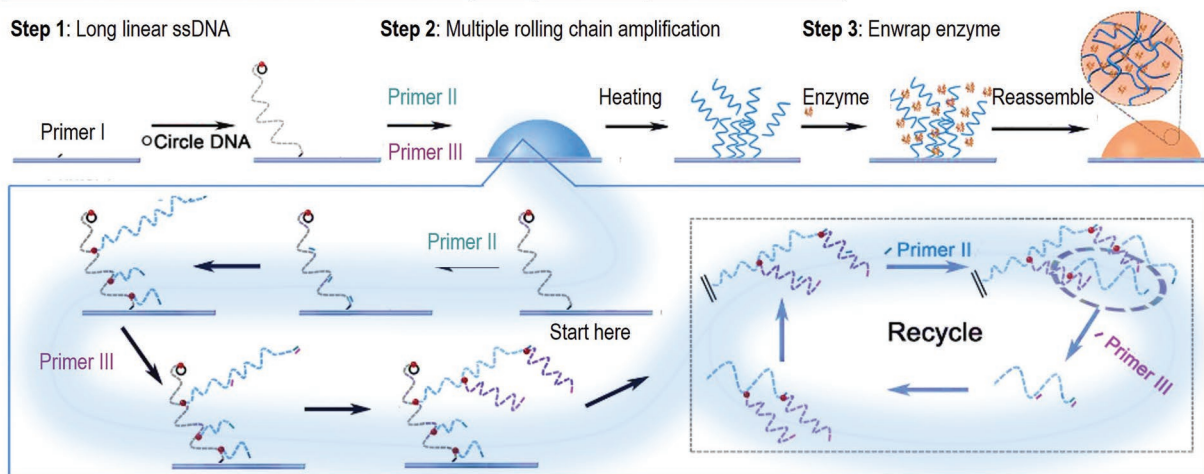 Step 1: Long linear ssDNA
Step 2: Multiple rolling chain amplification
Step 3: Enwrap enzyme
Primer I
Circle DNA
Primer II
Primer III
Heating
Enzyme
Reassemble
Primer II
Start here
Primer III
Primer II
Recycle
Primer III